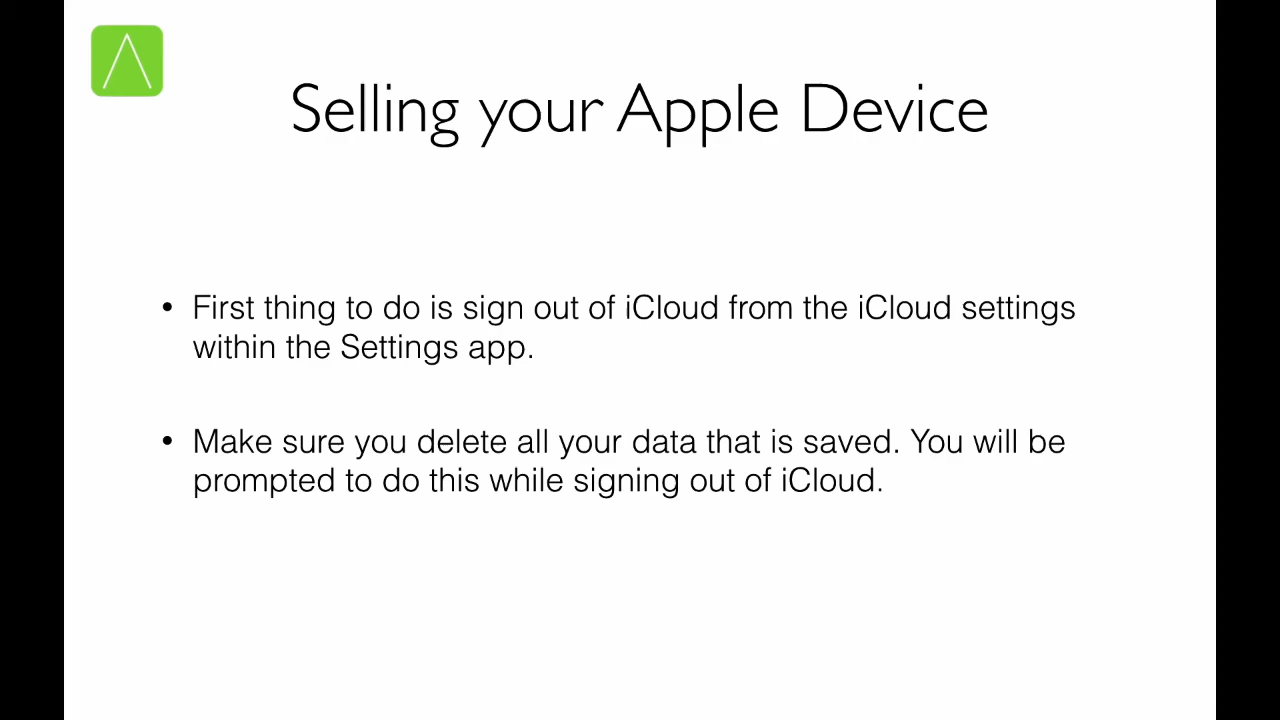 Selling your Apple Device
• First thing to do is sign out of iCloud from the iCloud settings
within the Settings app.
• Make sure you delete all your data that is saved. You will be
prompted to do this while signing out of iCloud.